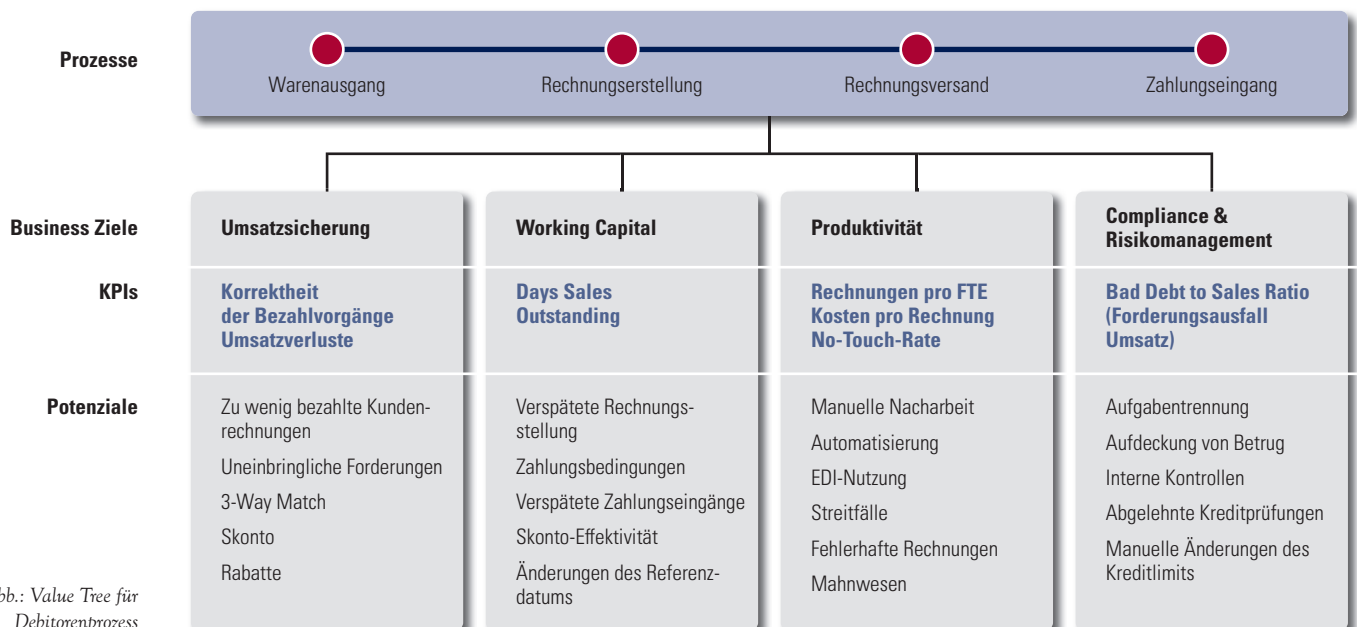 Prozesse
Warenausgang
Rechnungserstellung
Rechnungsversand
Zahlungseingang
Business Ziele
Umsatzsicherung
Working Capital
Produktivität
Compliance &
Risikomanagement
KPIs
Korrektheit
der Bezahlvorgänge
Umsatzverluste
Days Sales
Outstanding
Rechnungen pro FTE
Kosten pro Rechnung
No-Touch-Rate
Bad Debt to Sales Ratio
(Forderungsausfall
Umsatz)
Potenziale
Zu wenig bezahlte Kunden-
rechnungen
Uneinbringliche Forderungen
3-Way Match
Skonto
Rabatte
Verspätete Rechnungs-
stellung
Zahlungsbedingungen
Verspätete Zahlungseingänge
Skonto-Effektivität
Änderungen des Referenz-
datums
Manuelle Nacharbeit
Automatisierung
EDI-Nutzung
Streitfälle
Fehlerhafte Rechnungen
Mahnwesen
Aufgabentrennung
Aufdeckung von Betrug
Interne Kontrollen
Abgelehnte Kreditprüfungen
Manuelle Änderungen des
Kreditlimits
bb.: Value Tree für
Debitorenprozess